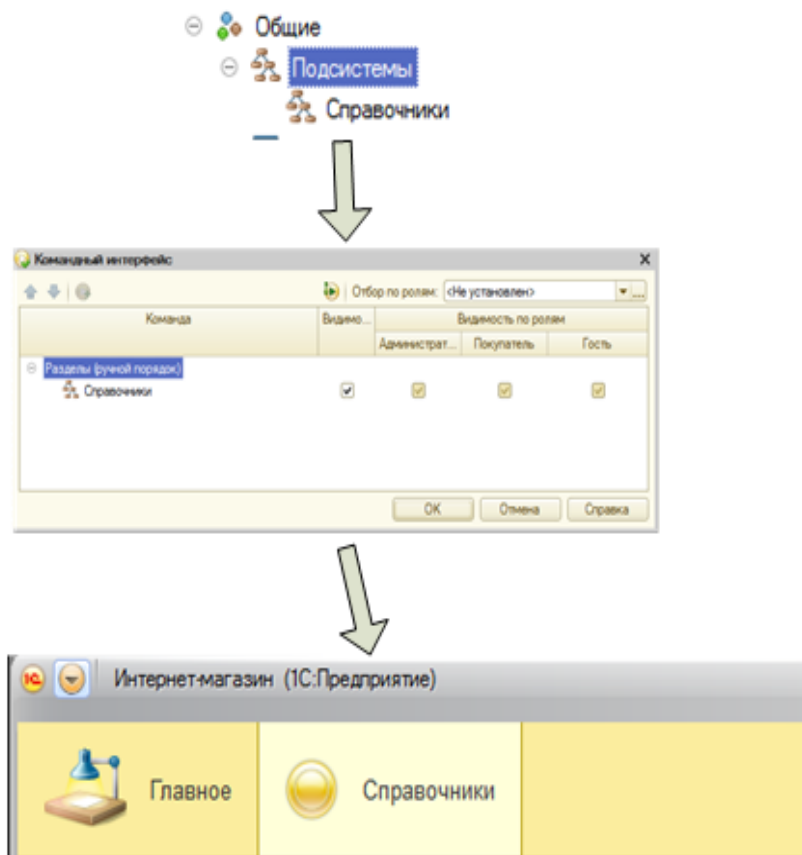 Общие
Подсистемы
Справочники
Командный интерфейс
Отбор по ролям: <Не установлен>
Команда Видимо... Видимость по ролям
Администрат... Покупатель Гость
Разделы (ручной порядок)
Справочники
ОК Отмена Справка
1С Интернет-магазин (1С:Предприятие)
Главное Справочники